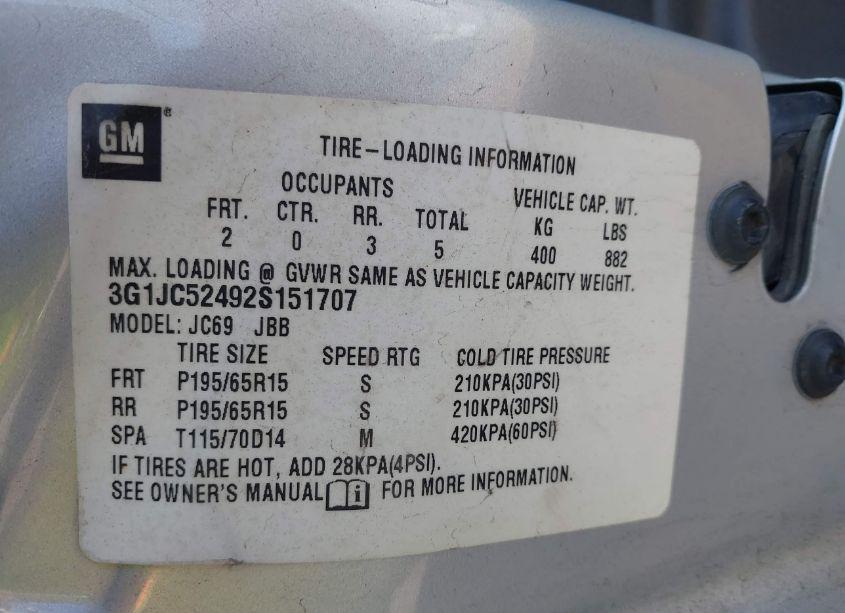 GM ®
TIRE-LOADING INFORMATION
OCCUPANTS VEHICLE CAP. WT.
FRT. CTR. RR. TOTAL KG LBS
2 0 3 5 400 882
MAX. LOADING @ GVWR SAME AS VEHICLE CAPACITY WEIGHT.
3G1JC52492S151707
MODEL: JC69 JBB
TIRE SIZE SPEED RTG COLD TIRE PRESSURE
FRT P195/65R15 S 210KPA(30PSI)
RR P195/65R15 S 210KPA(30PSI)
SPA T115/70D14 M 420KPA(60PSI)
IF TIRES ARE HOT, ADD 28KPA(4PSI).
SEE OWNER'S MANUAL i FOR MORE INFORMATION.